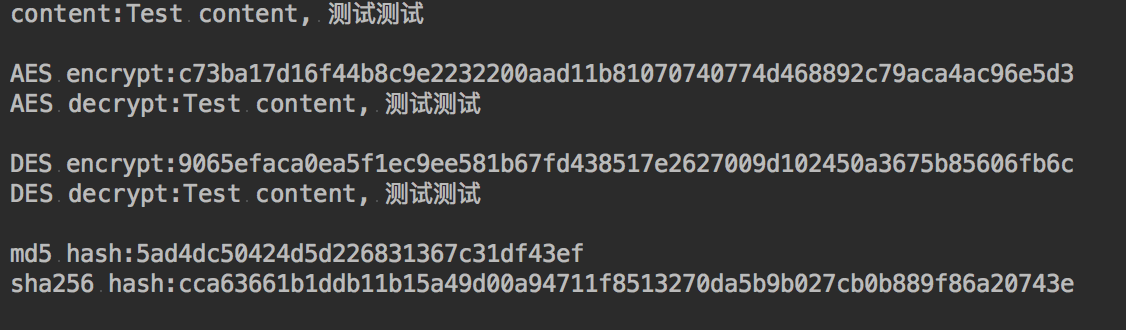 content:Test content, 测试测试
AES encrypt:c73ba17d16f44b8c9e2232200aad11b81070740774d468892c79aca4ac96e5d3
AES decrypt:Test content, 测试测试
DES encrypt:9065efaca0ea5f1ec9ee581b67fd438517e2627009d102450a3675b85606fb6c
DES decrypt:Test content, 测试测试
md5 hash:5ad4dc50424d5d226831367c31df43ef
sha256 hash:cca63661b1ddb11b15a49d00a94711f8513270da5b9b027cb0b889f86a20743e